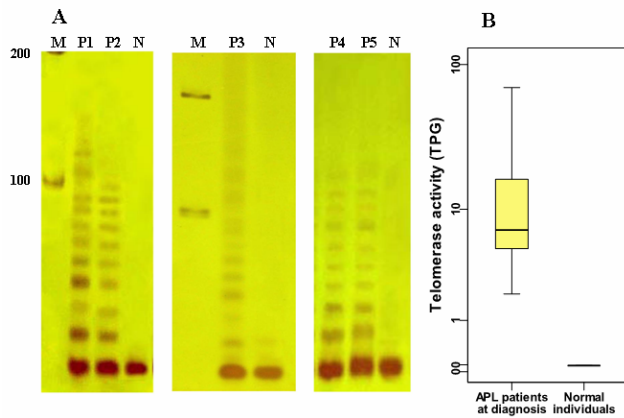 A
M P1 P2 N
200
100
M P3 N
P4 P5 N
B
Telomerase activity (TPG)
100
10
1
00
APL patients
at diagnosis
Normal
individuals